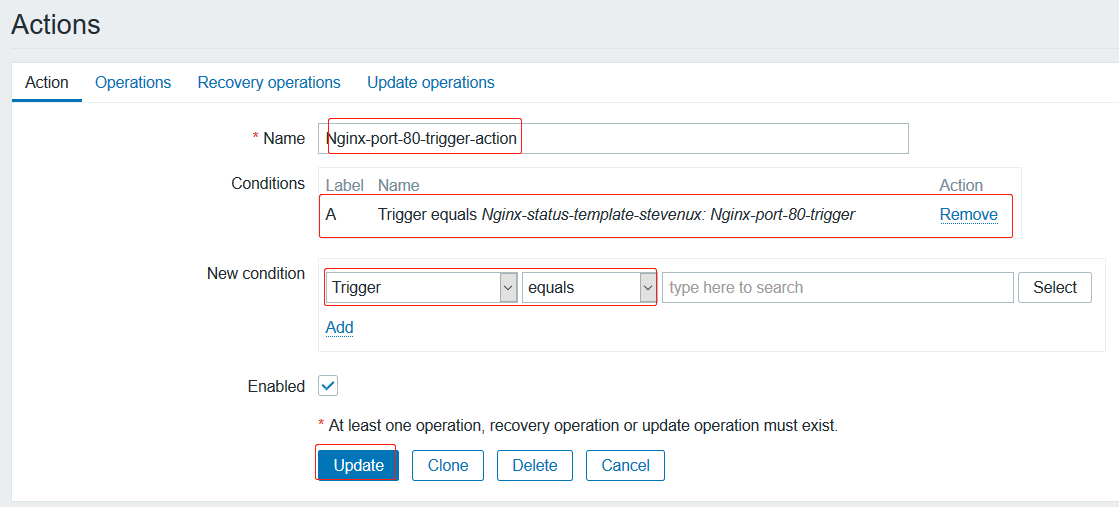 Actions
Action Operations Recovery operations Update operations
* Name Nginx-port-80-trigger-action
Conditions Label Name Action
A Trigger equals Nginx-status-template-stevenux: Nginx-port-80-trigger Remove
New condition Trigger equals type here to search Select
Add
Enabled
* At least one operation, recovery operation or update operation must exist.
Update Clone Delete Cancel